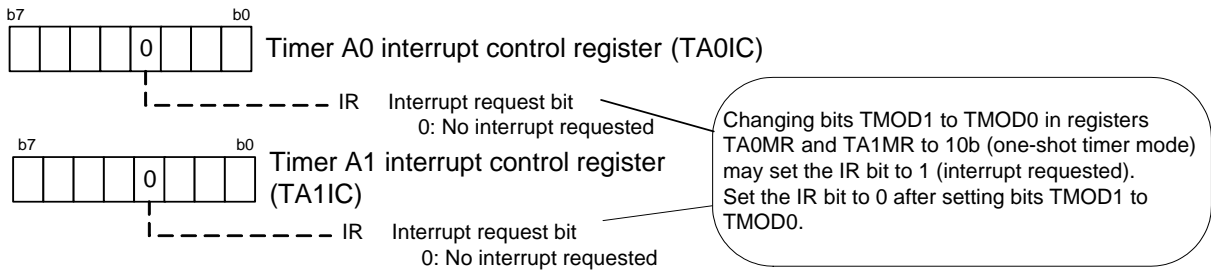 b7 b0
0 Timer A0 interrupt control register (TA0IC)
IR Interrupt request bit
0: No interrupt requested
b7 b0
0 Timer A1 interrupt control register
(TA1IC)
IR Interrupt request bit
0: No interrupt requested
Changing bits TMOD1 to TMOD0 in registers
TA0MR and TA1MR to 10b (one-shot timer mode)
may set the IR bit to 1 (interrupt requested).
Set the IR bit to 0 after setting bits TMOD1 to
TMOD0.